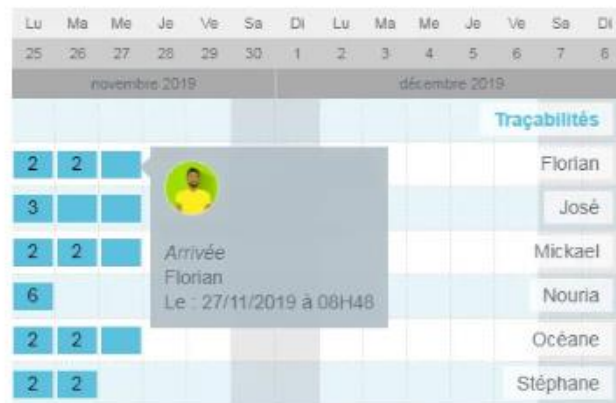 Lu Ma Me Je Ve Sa Di Lu Ma Me Je Ve Sa Di
25 26 27 28 29 30 1 2 3 4 5 6 7 8
novembre 2019 décembre 2019
Traçabilités
2 2 Florian
3 José
2 2 Mickael
6 Nouria
2 2 Océane
2 2 Stéphane
Arrivée
Florian
Le : 27/11/2019 à 08H48